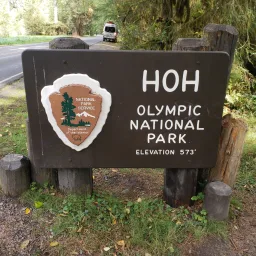 HOH
OLYMPIC
NATIONAL
PARK
ELEVATION 573'
NATIONAL
PARK
SERVICE